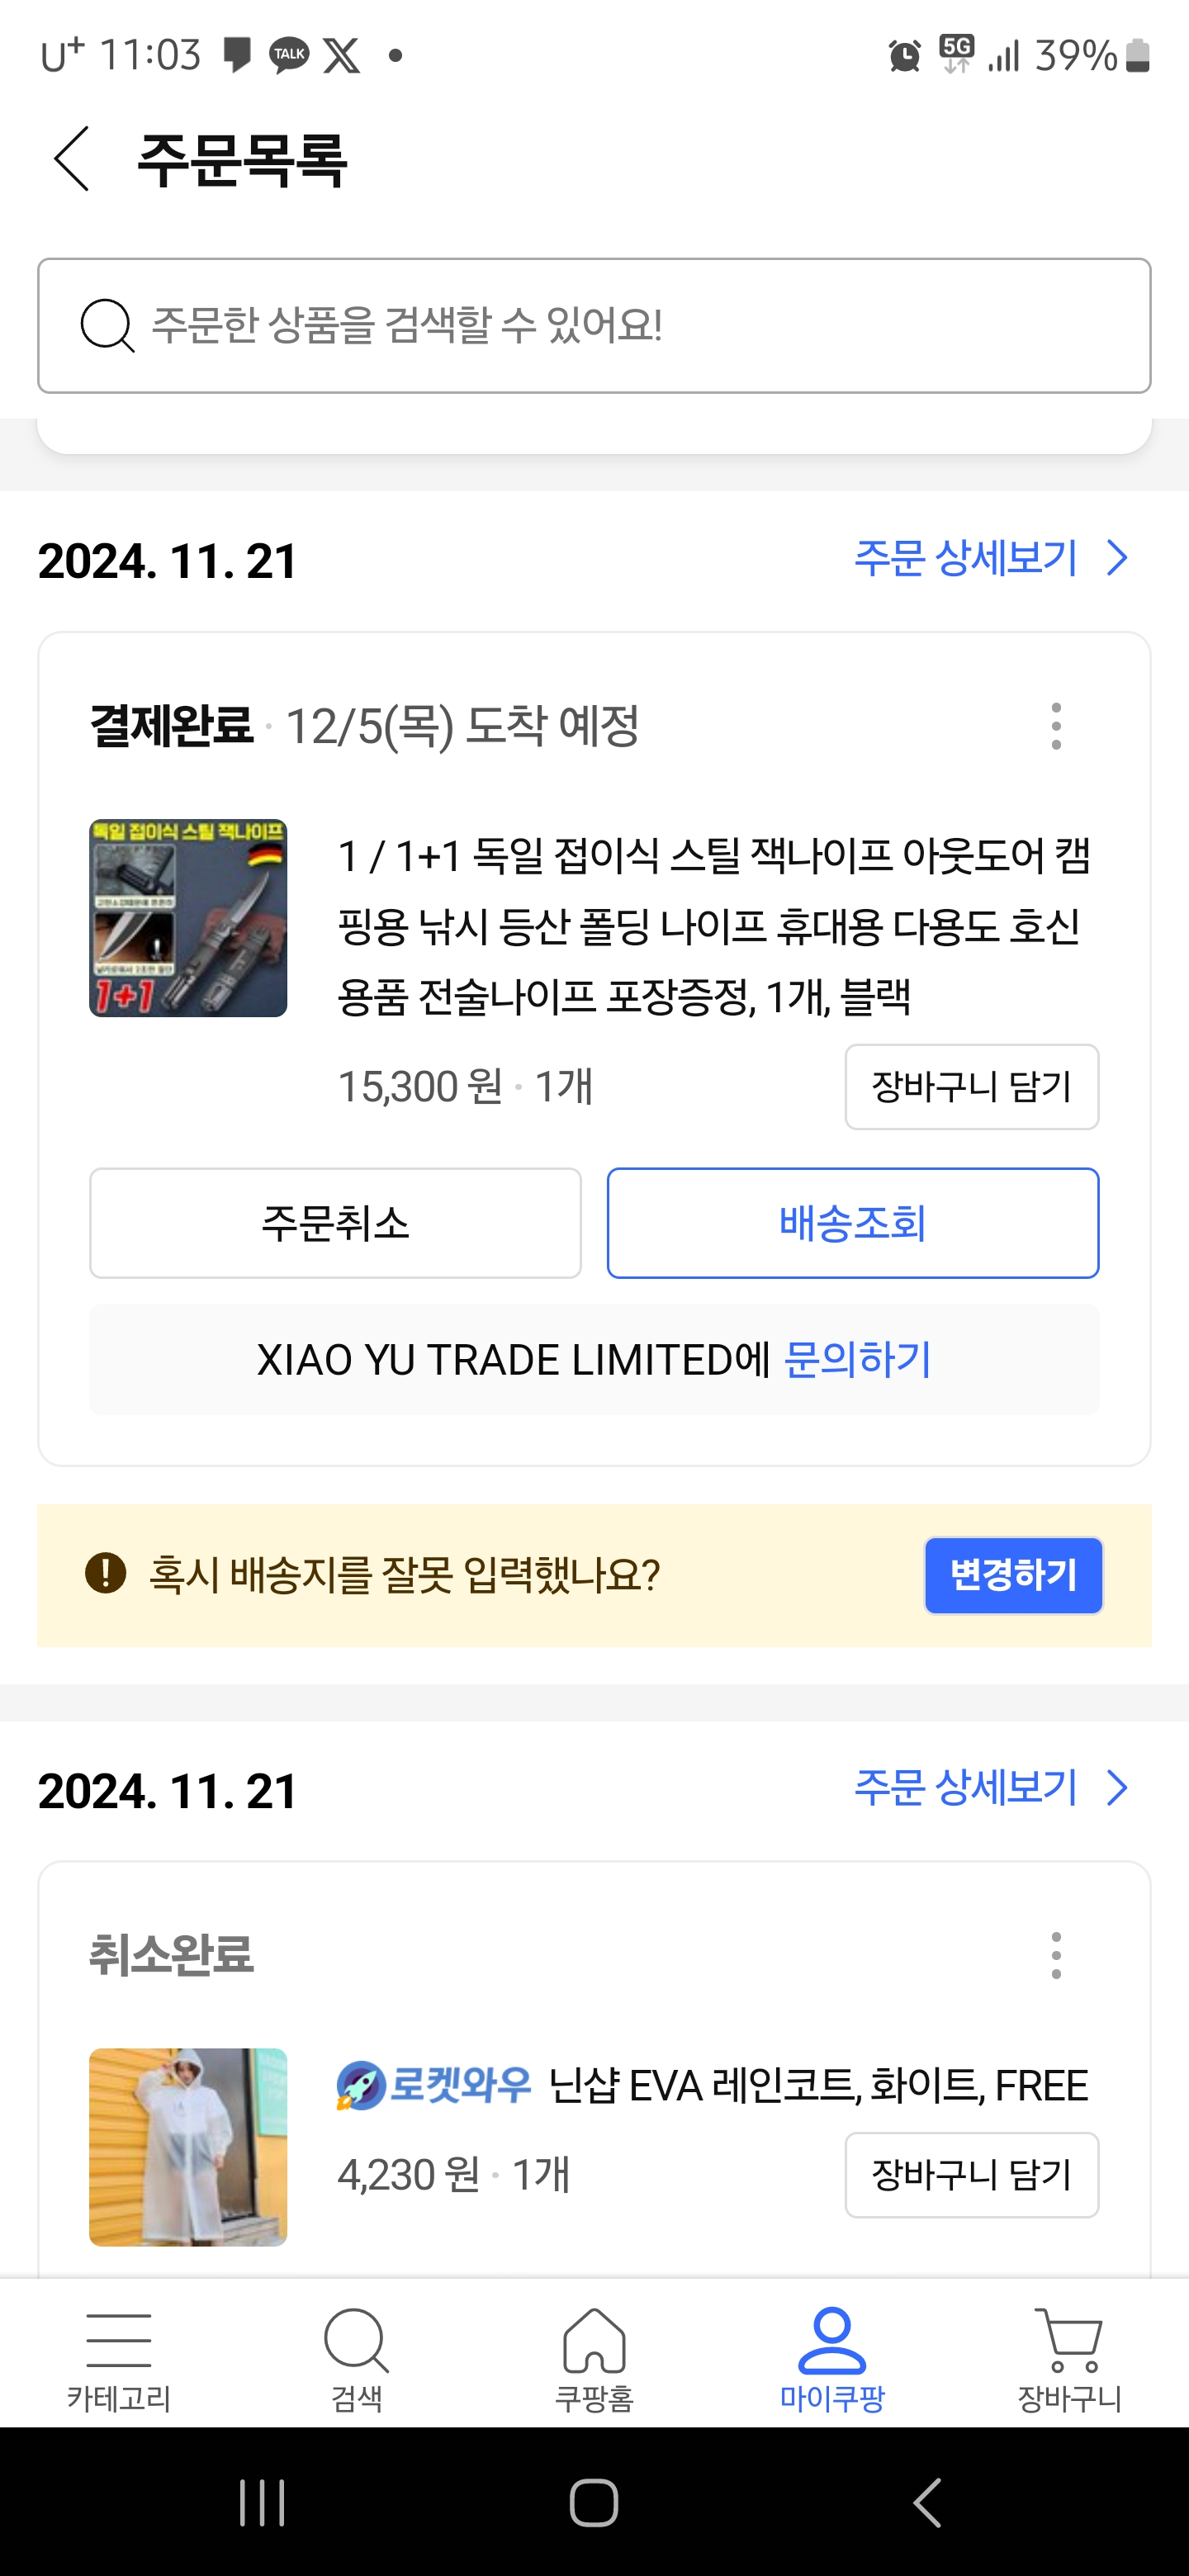 U+ 11:03 TALK 5G 39%
주문목록
주문한 상품을 검색할 수 있어요!
2024. 11. 21 주문 상세보기
결제완료 · 12/5(목) 도착 예정
독일 접이식 스틸 잭나이프
1+1
1 / 1+1 독일 접이식 스틸 잭나이프 아웃도어 캠
핑용 낚시 등산 폴딩 나이프 휴대용 다용도 호신
용품 전술나이프 포장증정, 1개, 블랙
15,300 원 · 1개 장바구니 담기
주문취소 배송조회
XIAO YU TRADE LIMITED에 문의하기
혹시 배송지를 잘못 입력했나요? 변경하기
2024. 11. 21 주문 상세보기
취소완료
로켓와우 닌샵 EVA 레인코트, 화이트, FREE
4,230 원 · 1개 장바구니 담기
카테고리 검색 쿠팡홈 마이쿠팡 장바구니